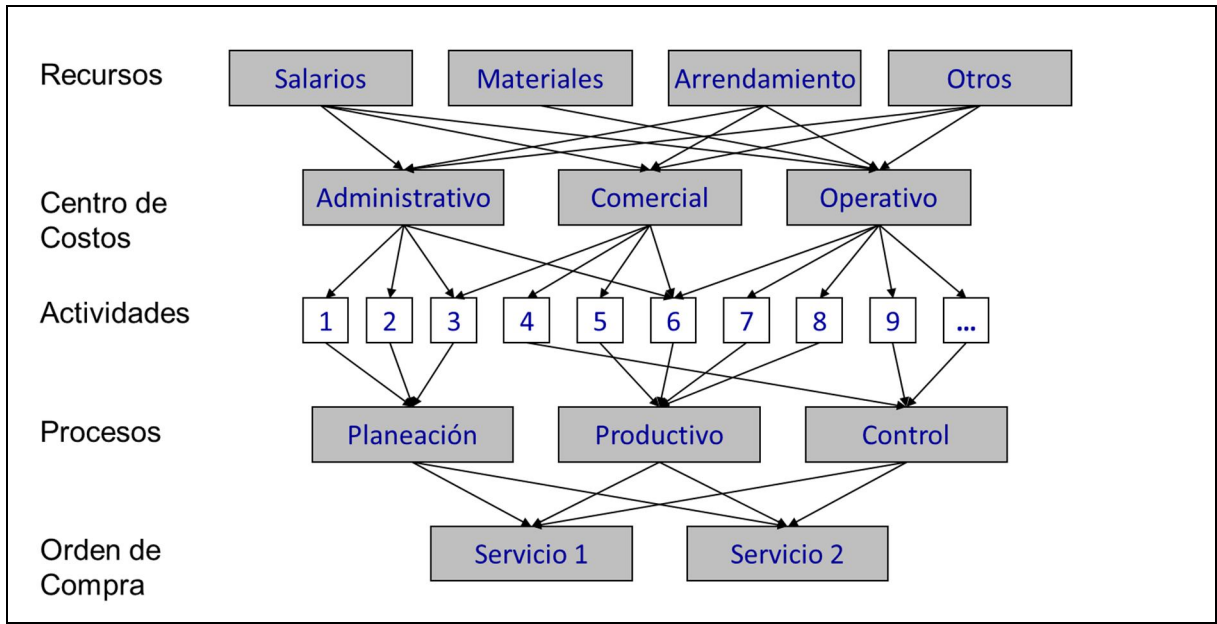 Recursos
Salarios
Materiales
Arrendamiento
Otros
Centro de
Costos
Administrativo
Comercial
Operativo
Actividades
1
2
3
4
5
6
7
8
9
...
Procesos
Planeación
Productivo
Control
Orden de
Compra
Servicio 1
Servicio 2